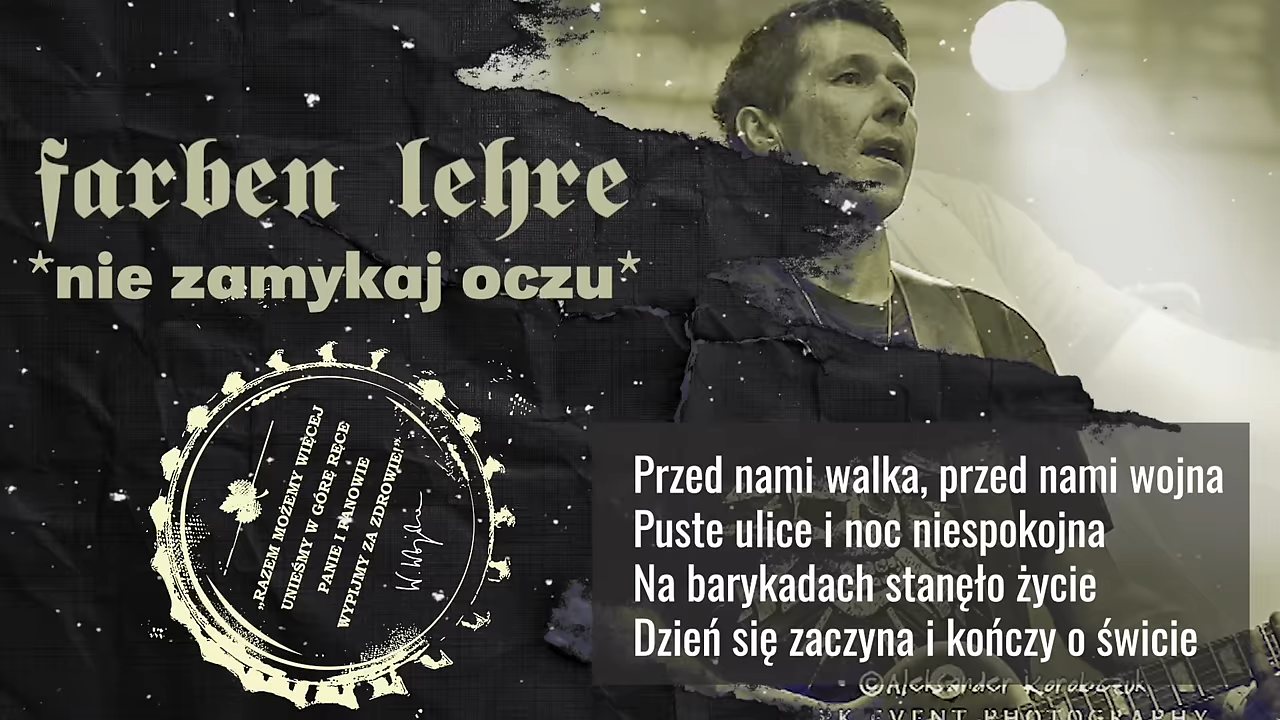 farben lehre
*nie zamykaj oczu*
„RAZEM MOŻEMY WIĘCEJ
UNIEŚMY W GÓRĘ RĘCE
PANIE I PANOWIE
WYPIJMY ZA ZDROWIE!”
Przed nami walka, przed nami wojna
Puste ulice i noc niespokojna
Na barykadach stanęło życie
Dzień się zaczyna i kończy o świcie
©Aleksander Korobczyk
RK EVENT PHOTOGRAPHY